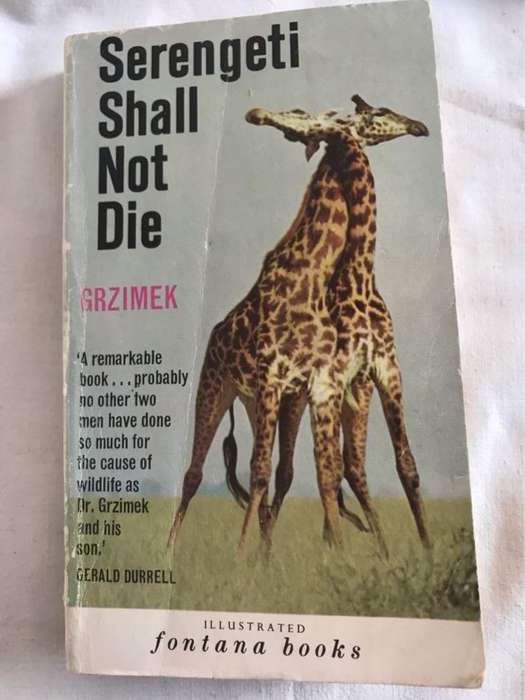 Serengeti
Shall
Not
Die
GRZIMEK
'A remarkable
book...probably
no other two
men have done
so much for
the cause of
wildlife as
Dr. Grzimek
and his
son.'
GERALD DURRELL
ILLUSTRATED
fontana books